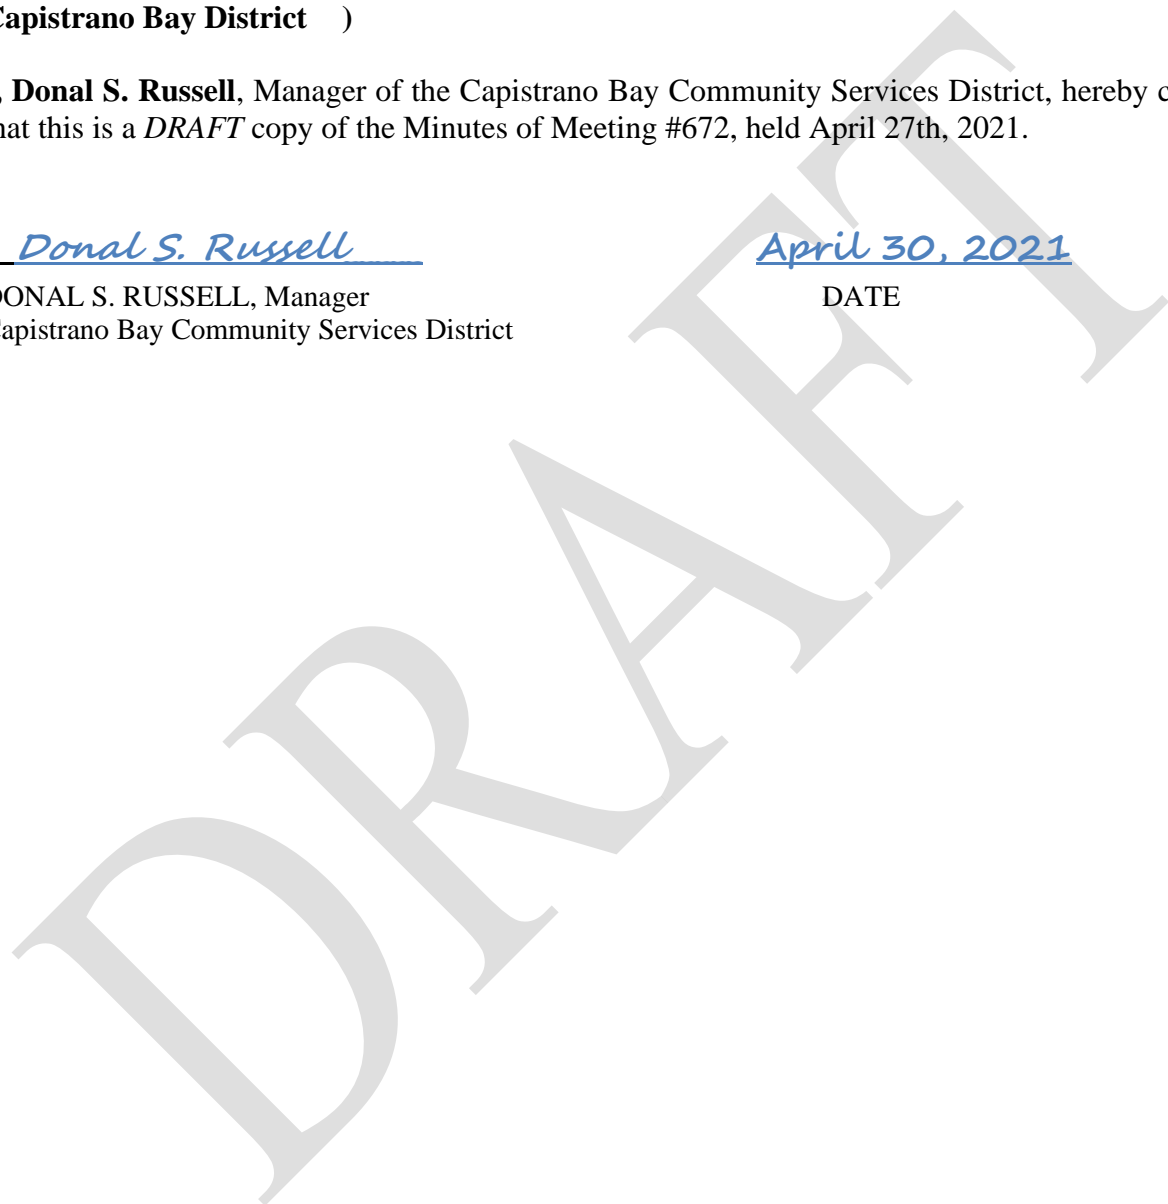 Capistrano Bay District )
, Donal S. Russell, Manager of the Capistrano Bay Community Services District, hereby c
hat this is a DRAFT copy of the Minutes of Meeting #672, held April 27th, 2021.
Donal S. Russell April 30, 2021
DONAL S. RUSSELL, Manager DATE
Capistrano Bay Community Services District
DRAFT